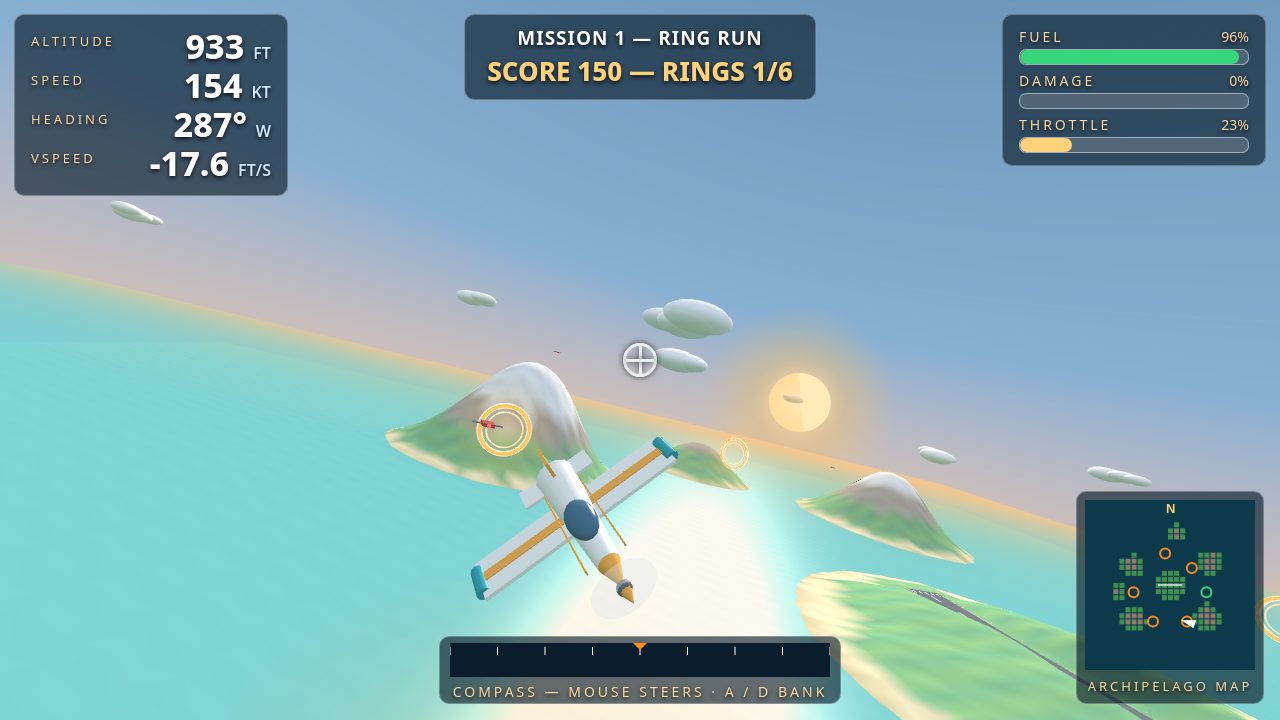 ALTITUDE 933 FT
SPEED 154 KT
HEADING 287° W
VSPEED -17.6 FT/S
MISSION 1 — RING RUN
SCORE 150 — RINGS 1/6
FUEL 96%
DAMAGE 0%
THROTTLE 23%
N
ARCHIPELAGO MAP
COMPASS — MOUSE STEERS · A / D BANK